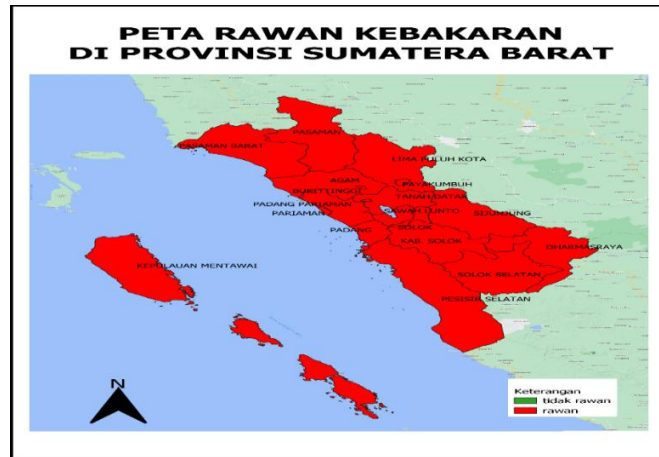 PETA RAWAN KEBAKARAN
DI PROVINSI SUMATERA BARAT
PASAMAN
PASAMAN BARAT
LIMA PULUH KOTA
AGAM
PAYAKUMBUH
BUKITTINGGI
TANAH DATAR
PADANG PARIAMAN
PARIAMAN
SAWAH LUNTO
SIJUNJUNG
PADANG
SOLOK
KAB. SOLOK
DHARMASRAYA
KEPULAUAN MENTAWAI
SOLOK SELATAN
PESISIR SELATAN
N
Keterangan
tidak rawan
rawan